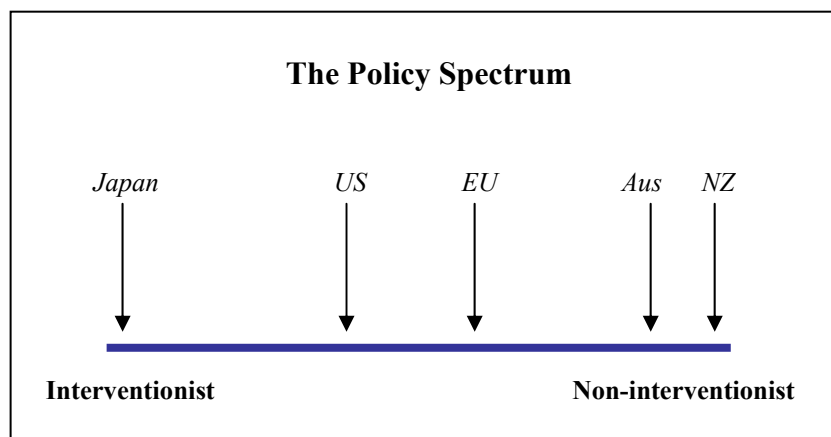 The Policy Spectrum
Japan US EU Aus NZ
Interventionist Non-interventionist